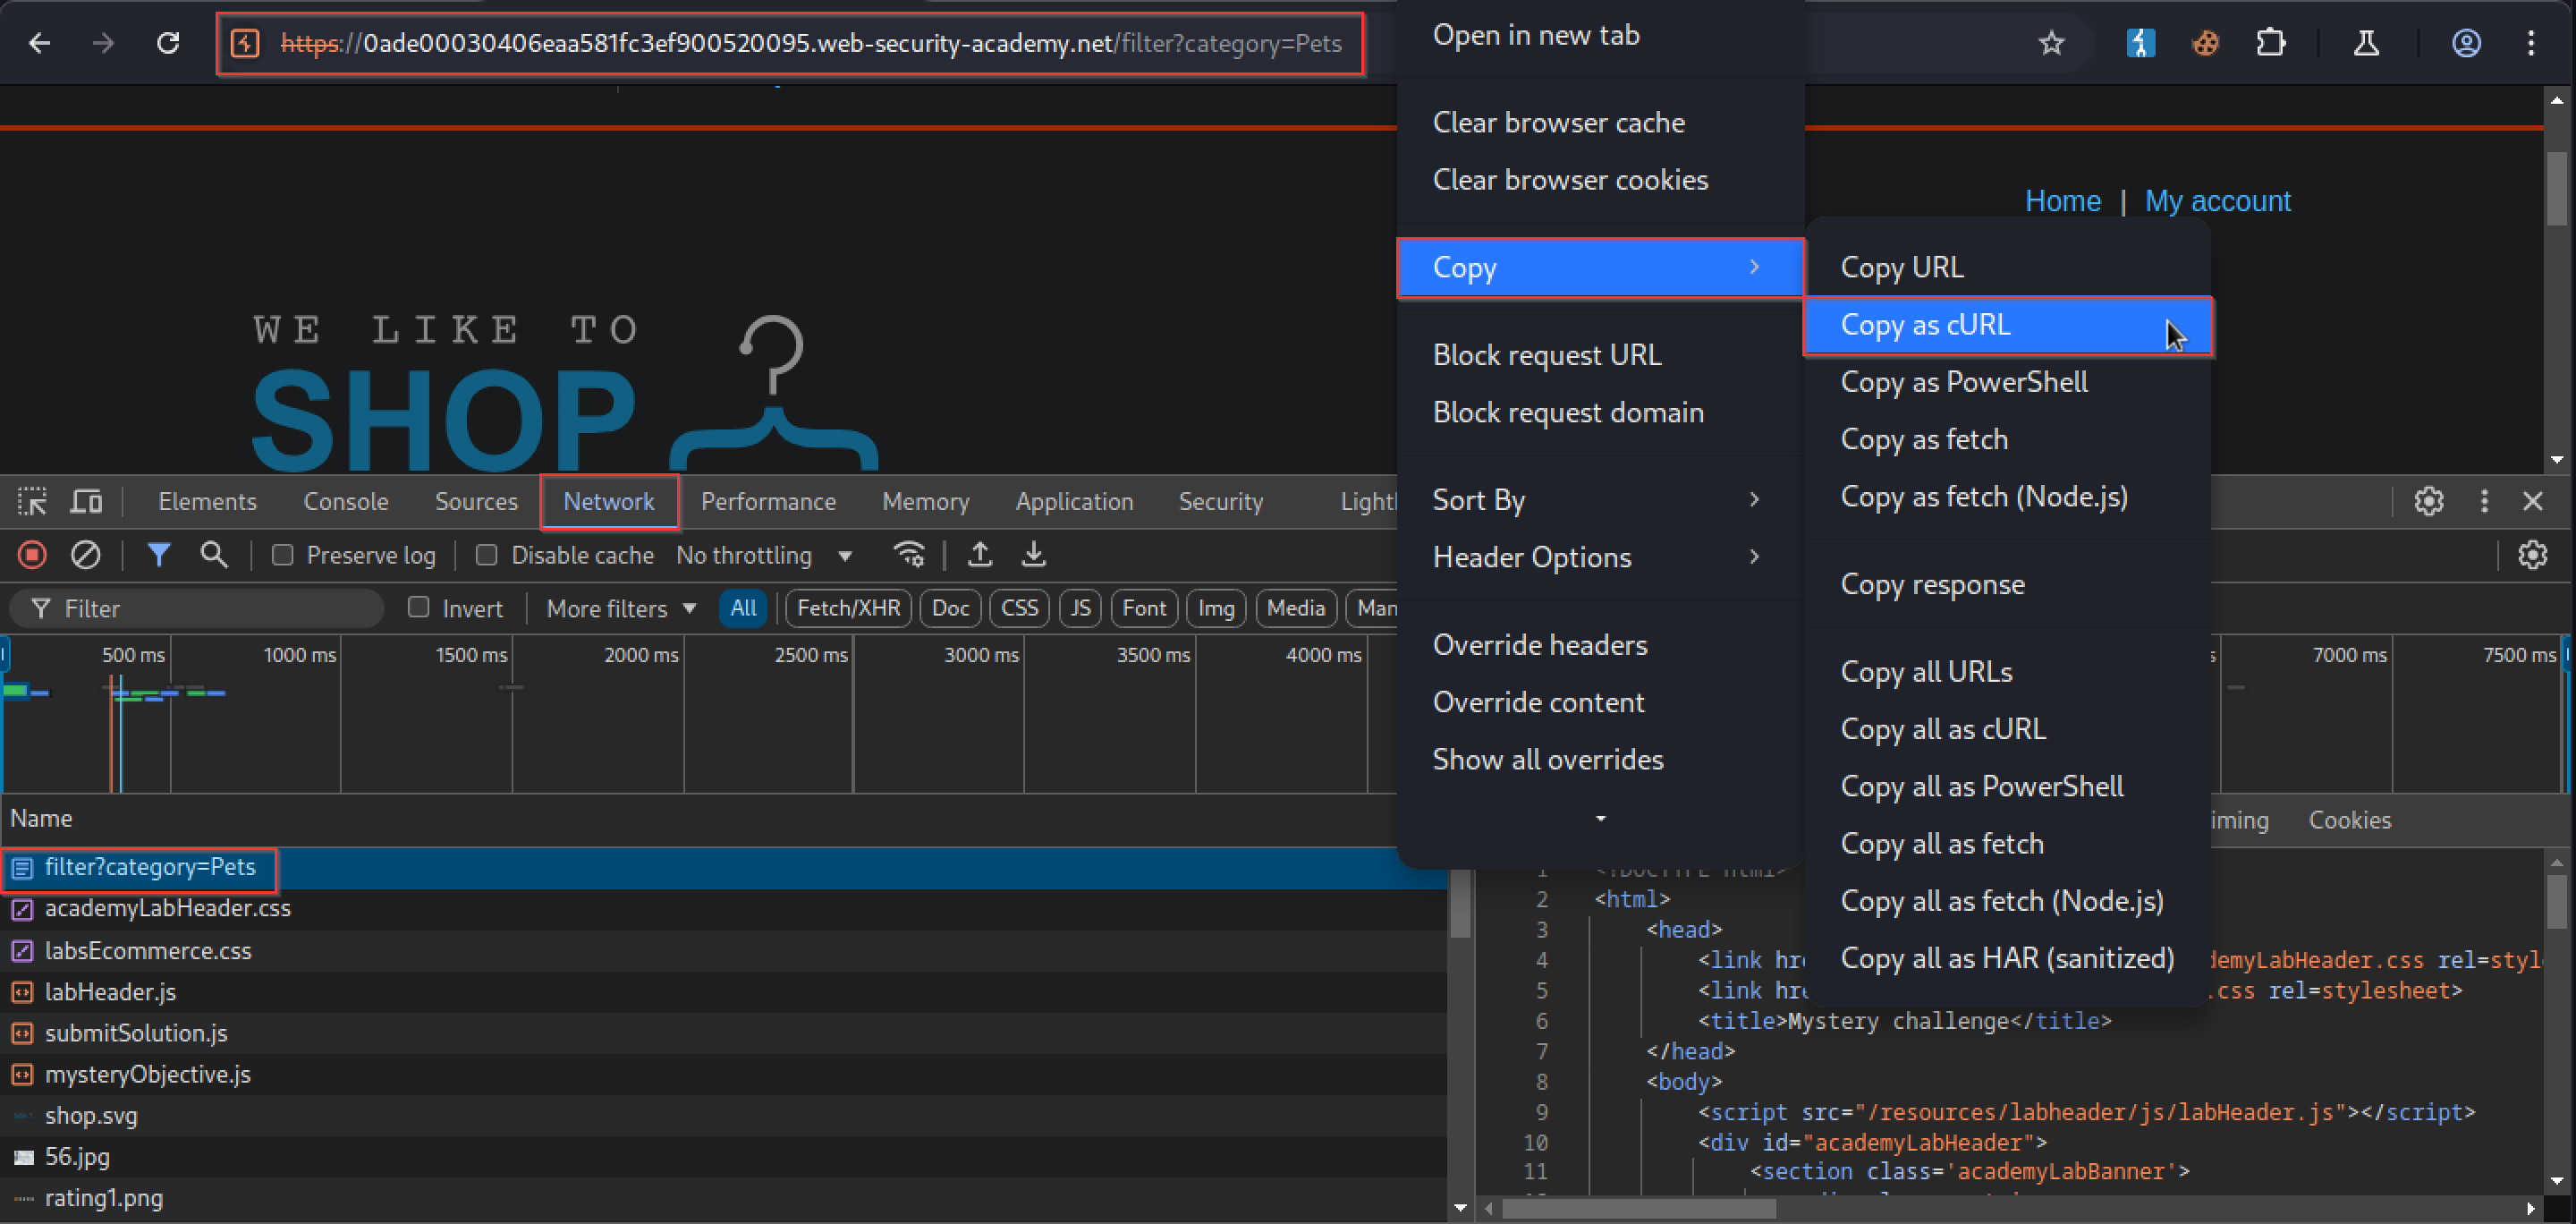 https://0ade00030406eaa581fc3ef900520095.web-security-academy.net/filter?category=Pets
Open in new tab
Clear browser cache
Clear browser cookies
Copy
Block request URL
Block request domain
Sort By
Header Options
Override headers
Override content
Show all overrides
Copy URL
Copy as cURL
Copy as PowerShell
Copy as fetch
Copy as fetch (Node.js)
Copy response
Copy all URLs
Copy all as cURL
Copy all as PowerShell
Copy all as fetch
Copy all as fetch (Node.js)
Copy all as HAR (sanitized)
Home | My account
WE LIKE TO
SHOP
Elements Console Sources Network Performance Memory Application Security Light
Preserve log Disable cache No throttling
Filter Invert More filters All Fetch/XHR Doc CSS JS Font Img Media Man
500 ms 1000 ms 1500 ms 2000 ms 2500 ms 3000 ms 3500 ms 4000 ms s 7000 ms 7500 ms
Name
iming Cookies
filter?category=Pets
academyLabHeader.css
labsEcommerce.css
labHeader.js
submitSolution.js
mysteryObjective.js
shop.svg
56.jpg
rating1.png
1 <!DOCTYPE html>
2 <html>
3 <head>
4 <link hre demyLabHeader.css rel=style
5 <link hre .css rel=stylesheet>
6 <title>Mystery challenge</title>
7 </head>
8 <body>
9 <script src="/resources/labheader/js/labHeader.js"></script>
10 <div id="academyLabHeader">
11 <section class='academyLabBanner'>